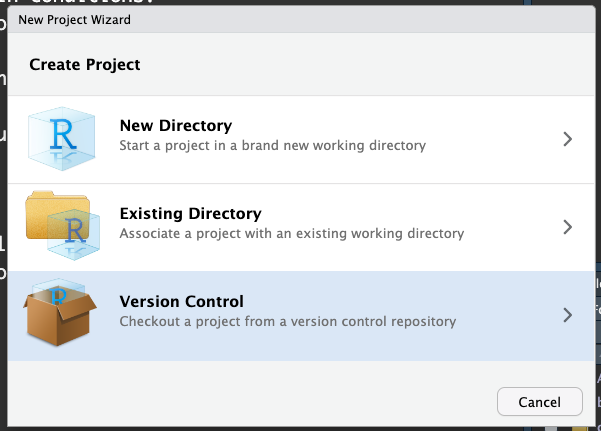 New Project Wizard
Create Project
New Directory
Start a project in a brand new working directory
Existing Directory
Associate a project with an existing working directory
Version Control
Checkout a project from a version control repository
Cancel